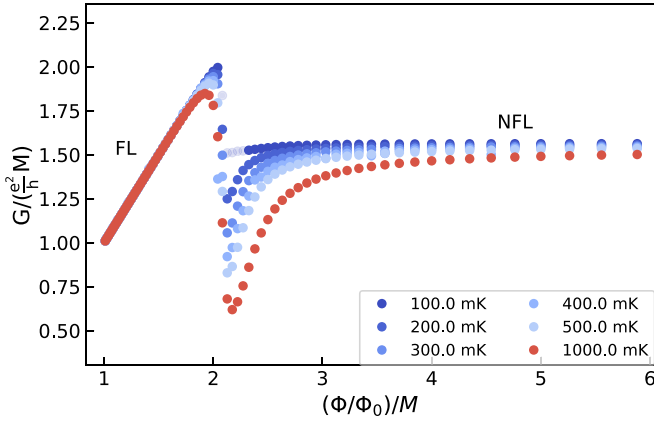 2.00
1.75
1.50
1.25
1.00
0.75
0.50
G/(e²/h M)
FL
NFL
100.0 mK
200.0 mK
300.0 mK
400.0 mK
500.0 mK
1000.0 mK
1 2 3 4 5 6
(Φ/Φ₀)/M